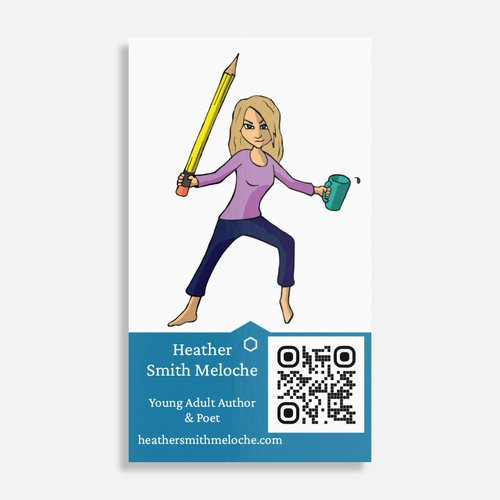 Heather
Smith Meloche
Young Adult Author
& Poet
heathersmithmeloche.com